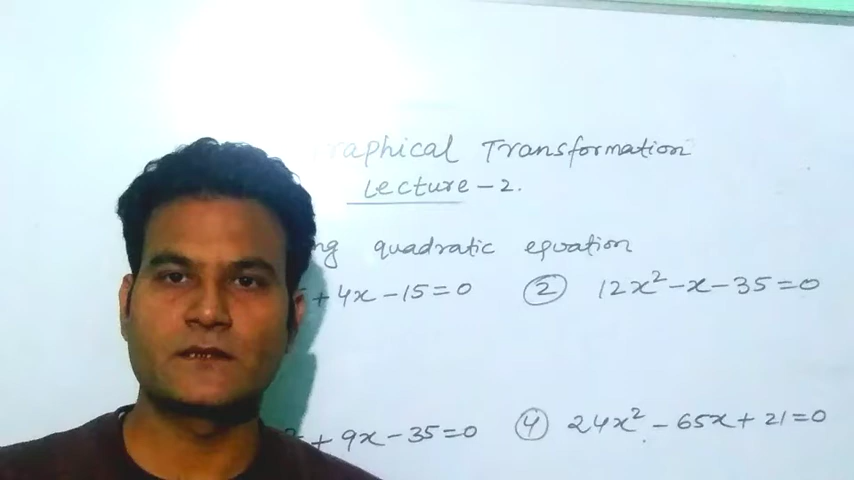 raphical Transformation
Lecture-2.
ng quadratic equation
+ 4x - 15 = 0 ② 12x² - x - 35 = 0
+ 9x - 35 = 0 ④ 24x² - 65x + 21 = 0